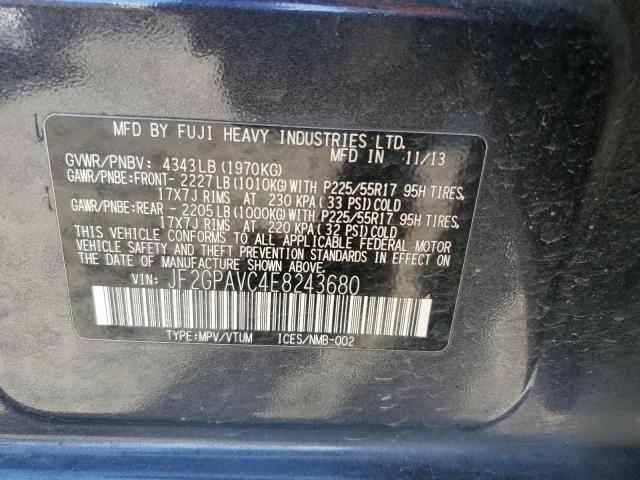 MFD BY FUJI HEAVY INDUSTRIES LTD.
MFD IN 11/13
GVWR/PNBV: 4343LB (1970KG)
GAWR/PNBE:FRONT- 2227LB(1010KG)WITH P225/55R17 95H TIRES,
17X7J RIMS AT 230 KPA(33 PSI)COLD
GAWR/PNBE:REAR - 2205LB(1000KG)WITH P225/55R17 95H TIRES,
17X7J RIMS AT 220 KPA(32 PSI)COLD
THIS VEHICLE CONFORMS TO ALL APPLICABLE FEDERAL MOTOR
VEHICLE SAFETY AND THEFT PREVENTION STANDARDS IN EFFECT ON
THE DATE OF MANUFACTURE SHOWN ABOVE.
VIN: JF2GPAVC4E8243680
TYPE:MPV/VTUM ICES/NMB-002